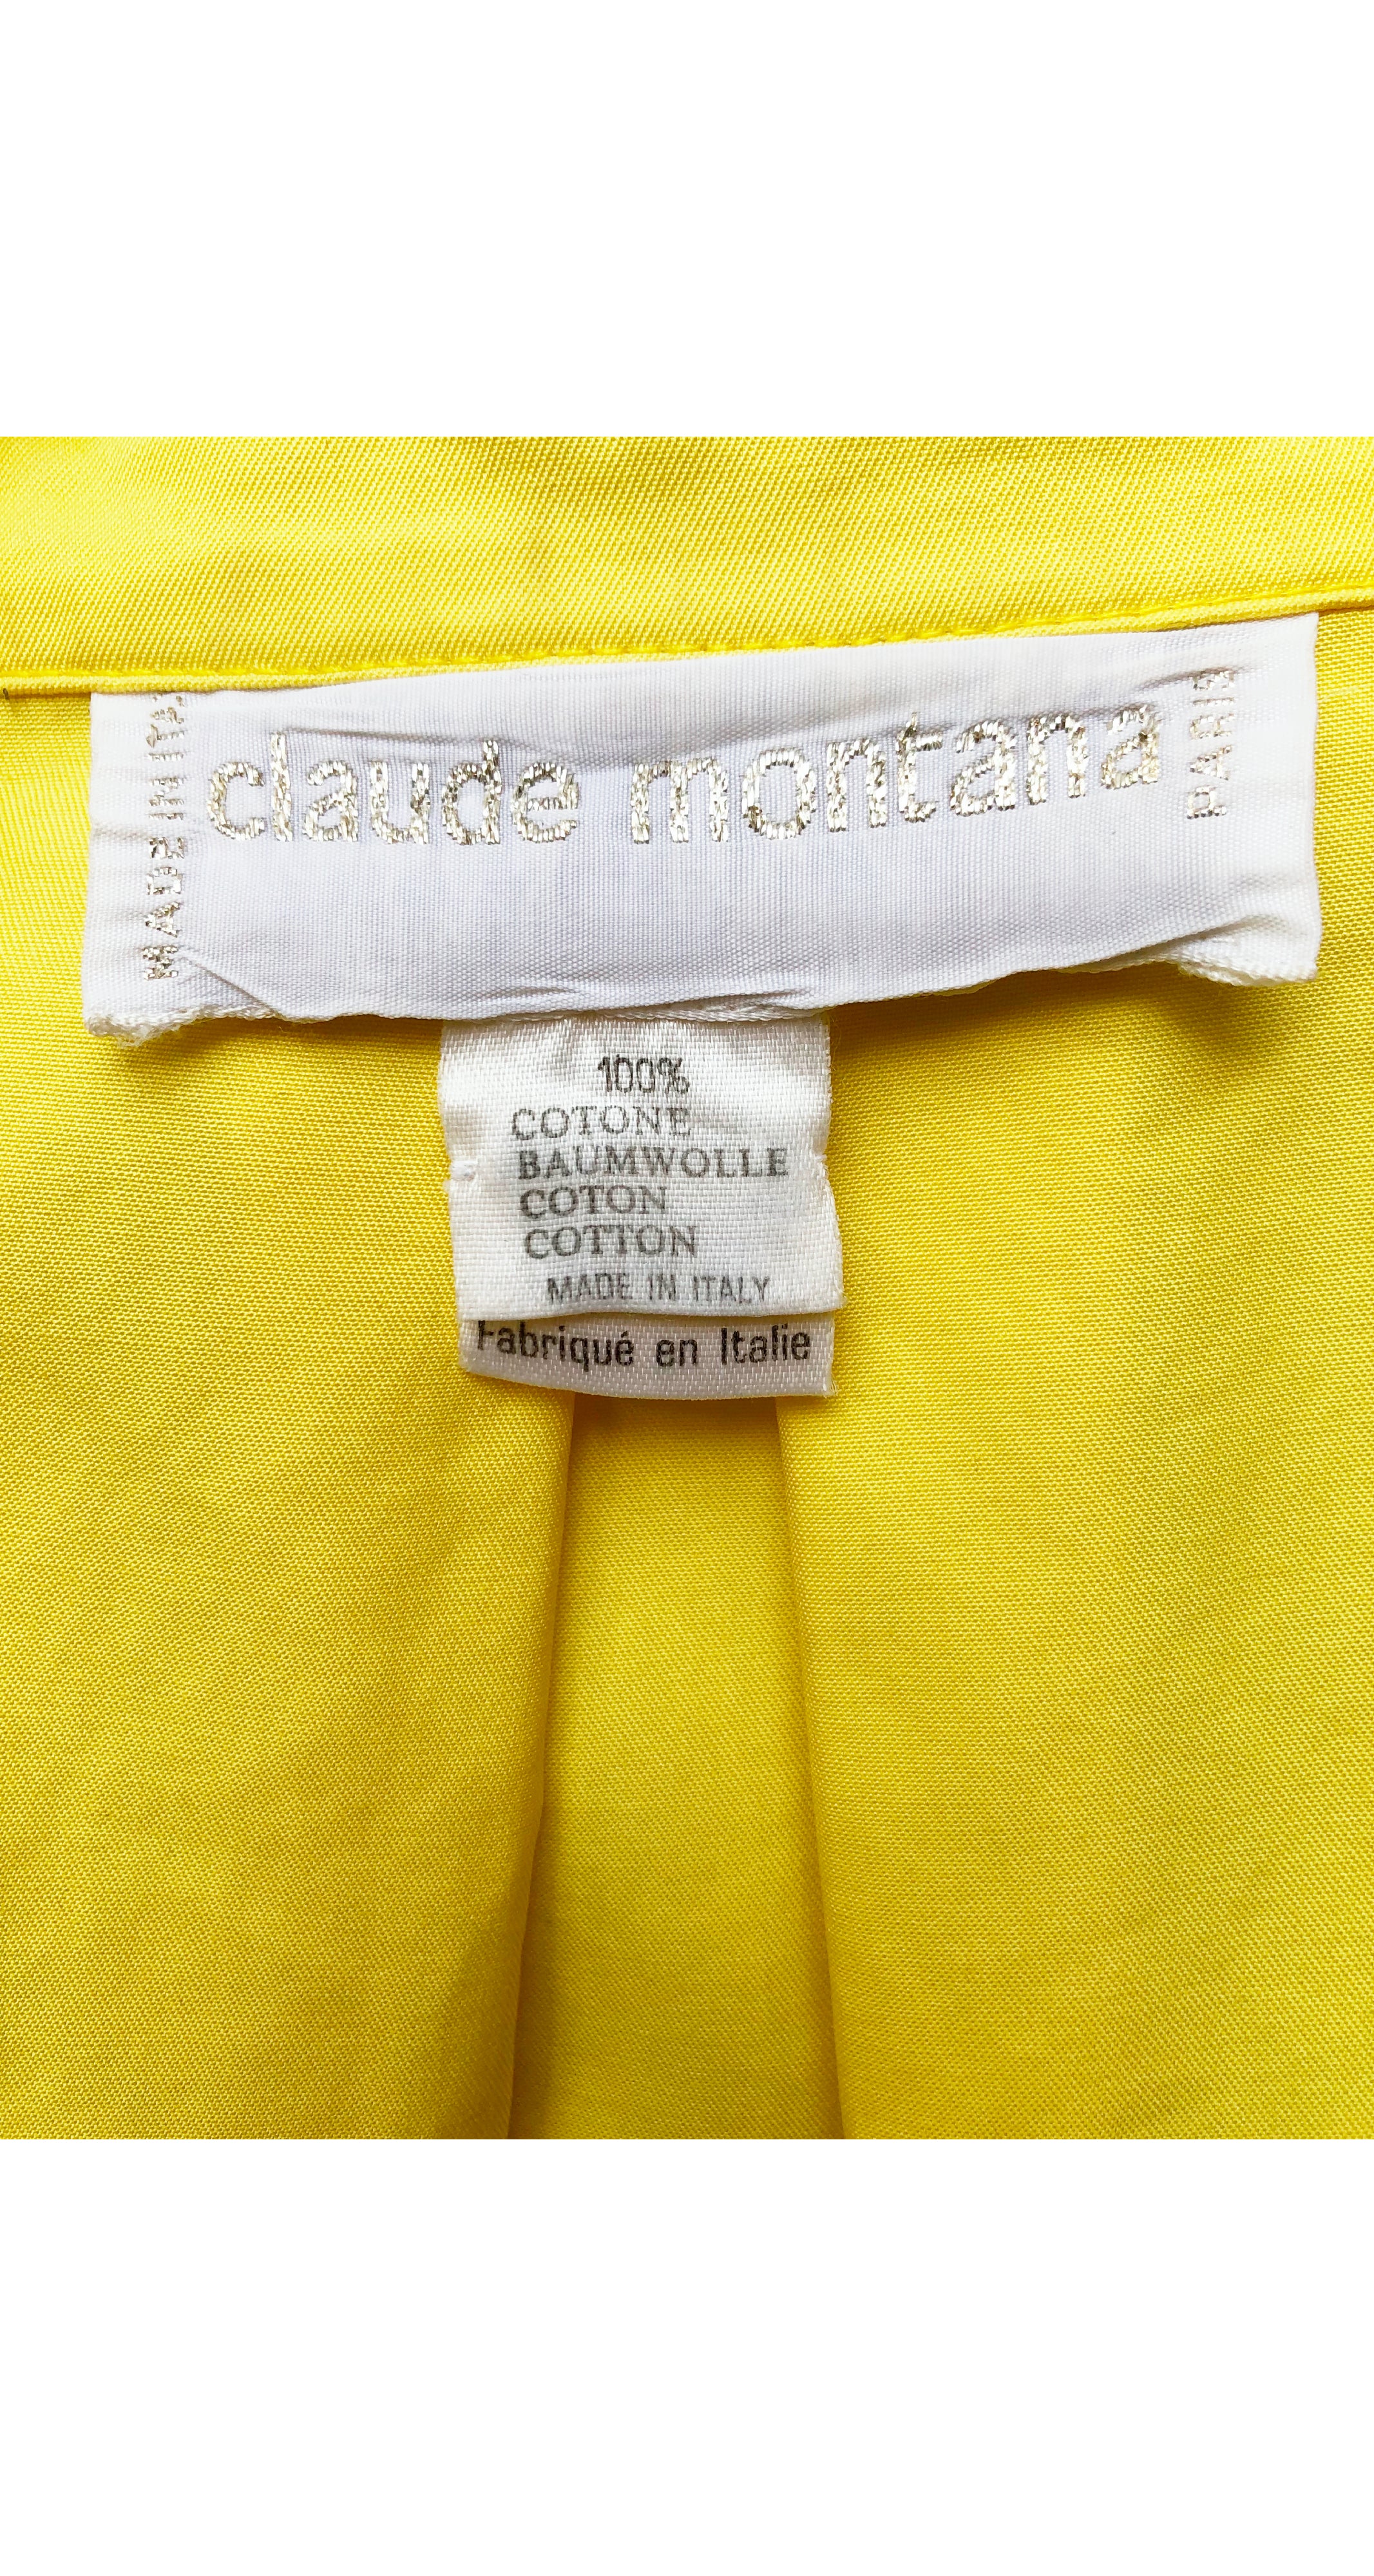 MADE IN ITALY
claude montana
PARIS
100%
COTONE
BAUMWOLLE
COTON
COTTON
MADE IN ITALY
Fabriqué en Italie